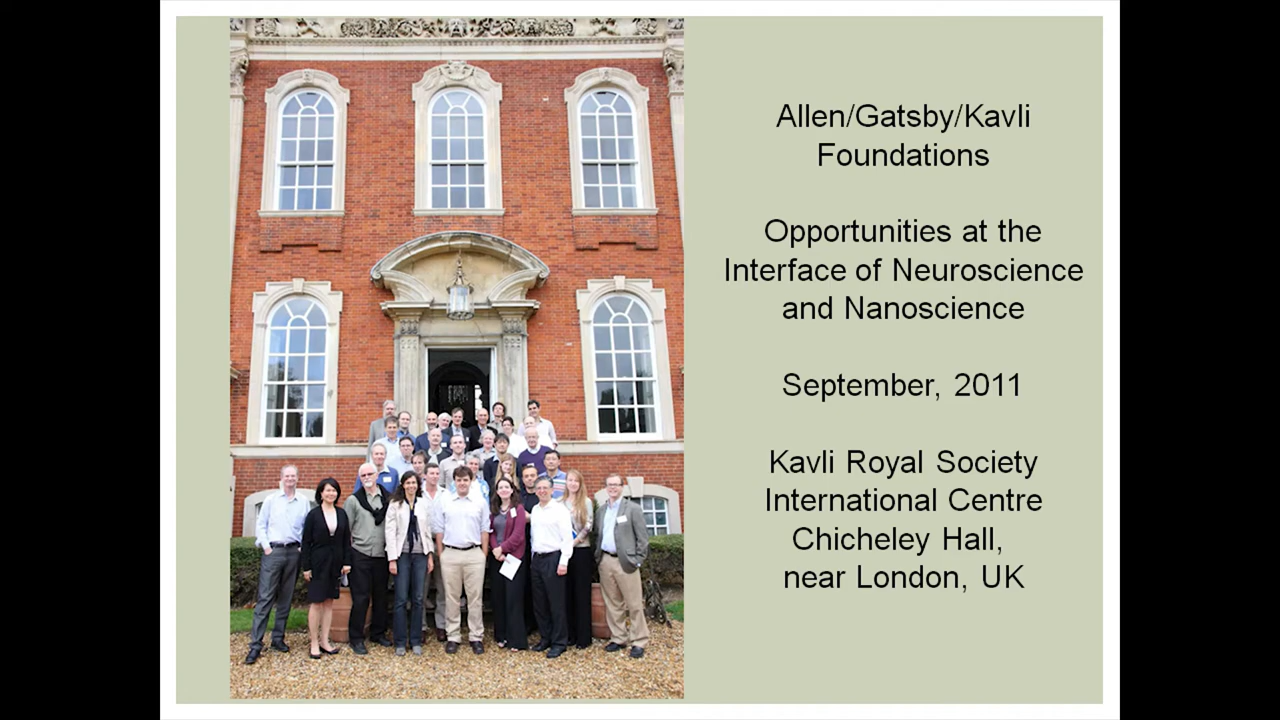 Allen/Gatsby/Kavli
Foundations
Opportunities at the
Interface of Neuroscience
and Nanoscience
September, 2011
Kavli Royal Society
International Centre
Chicheley Hall,
near London, UK